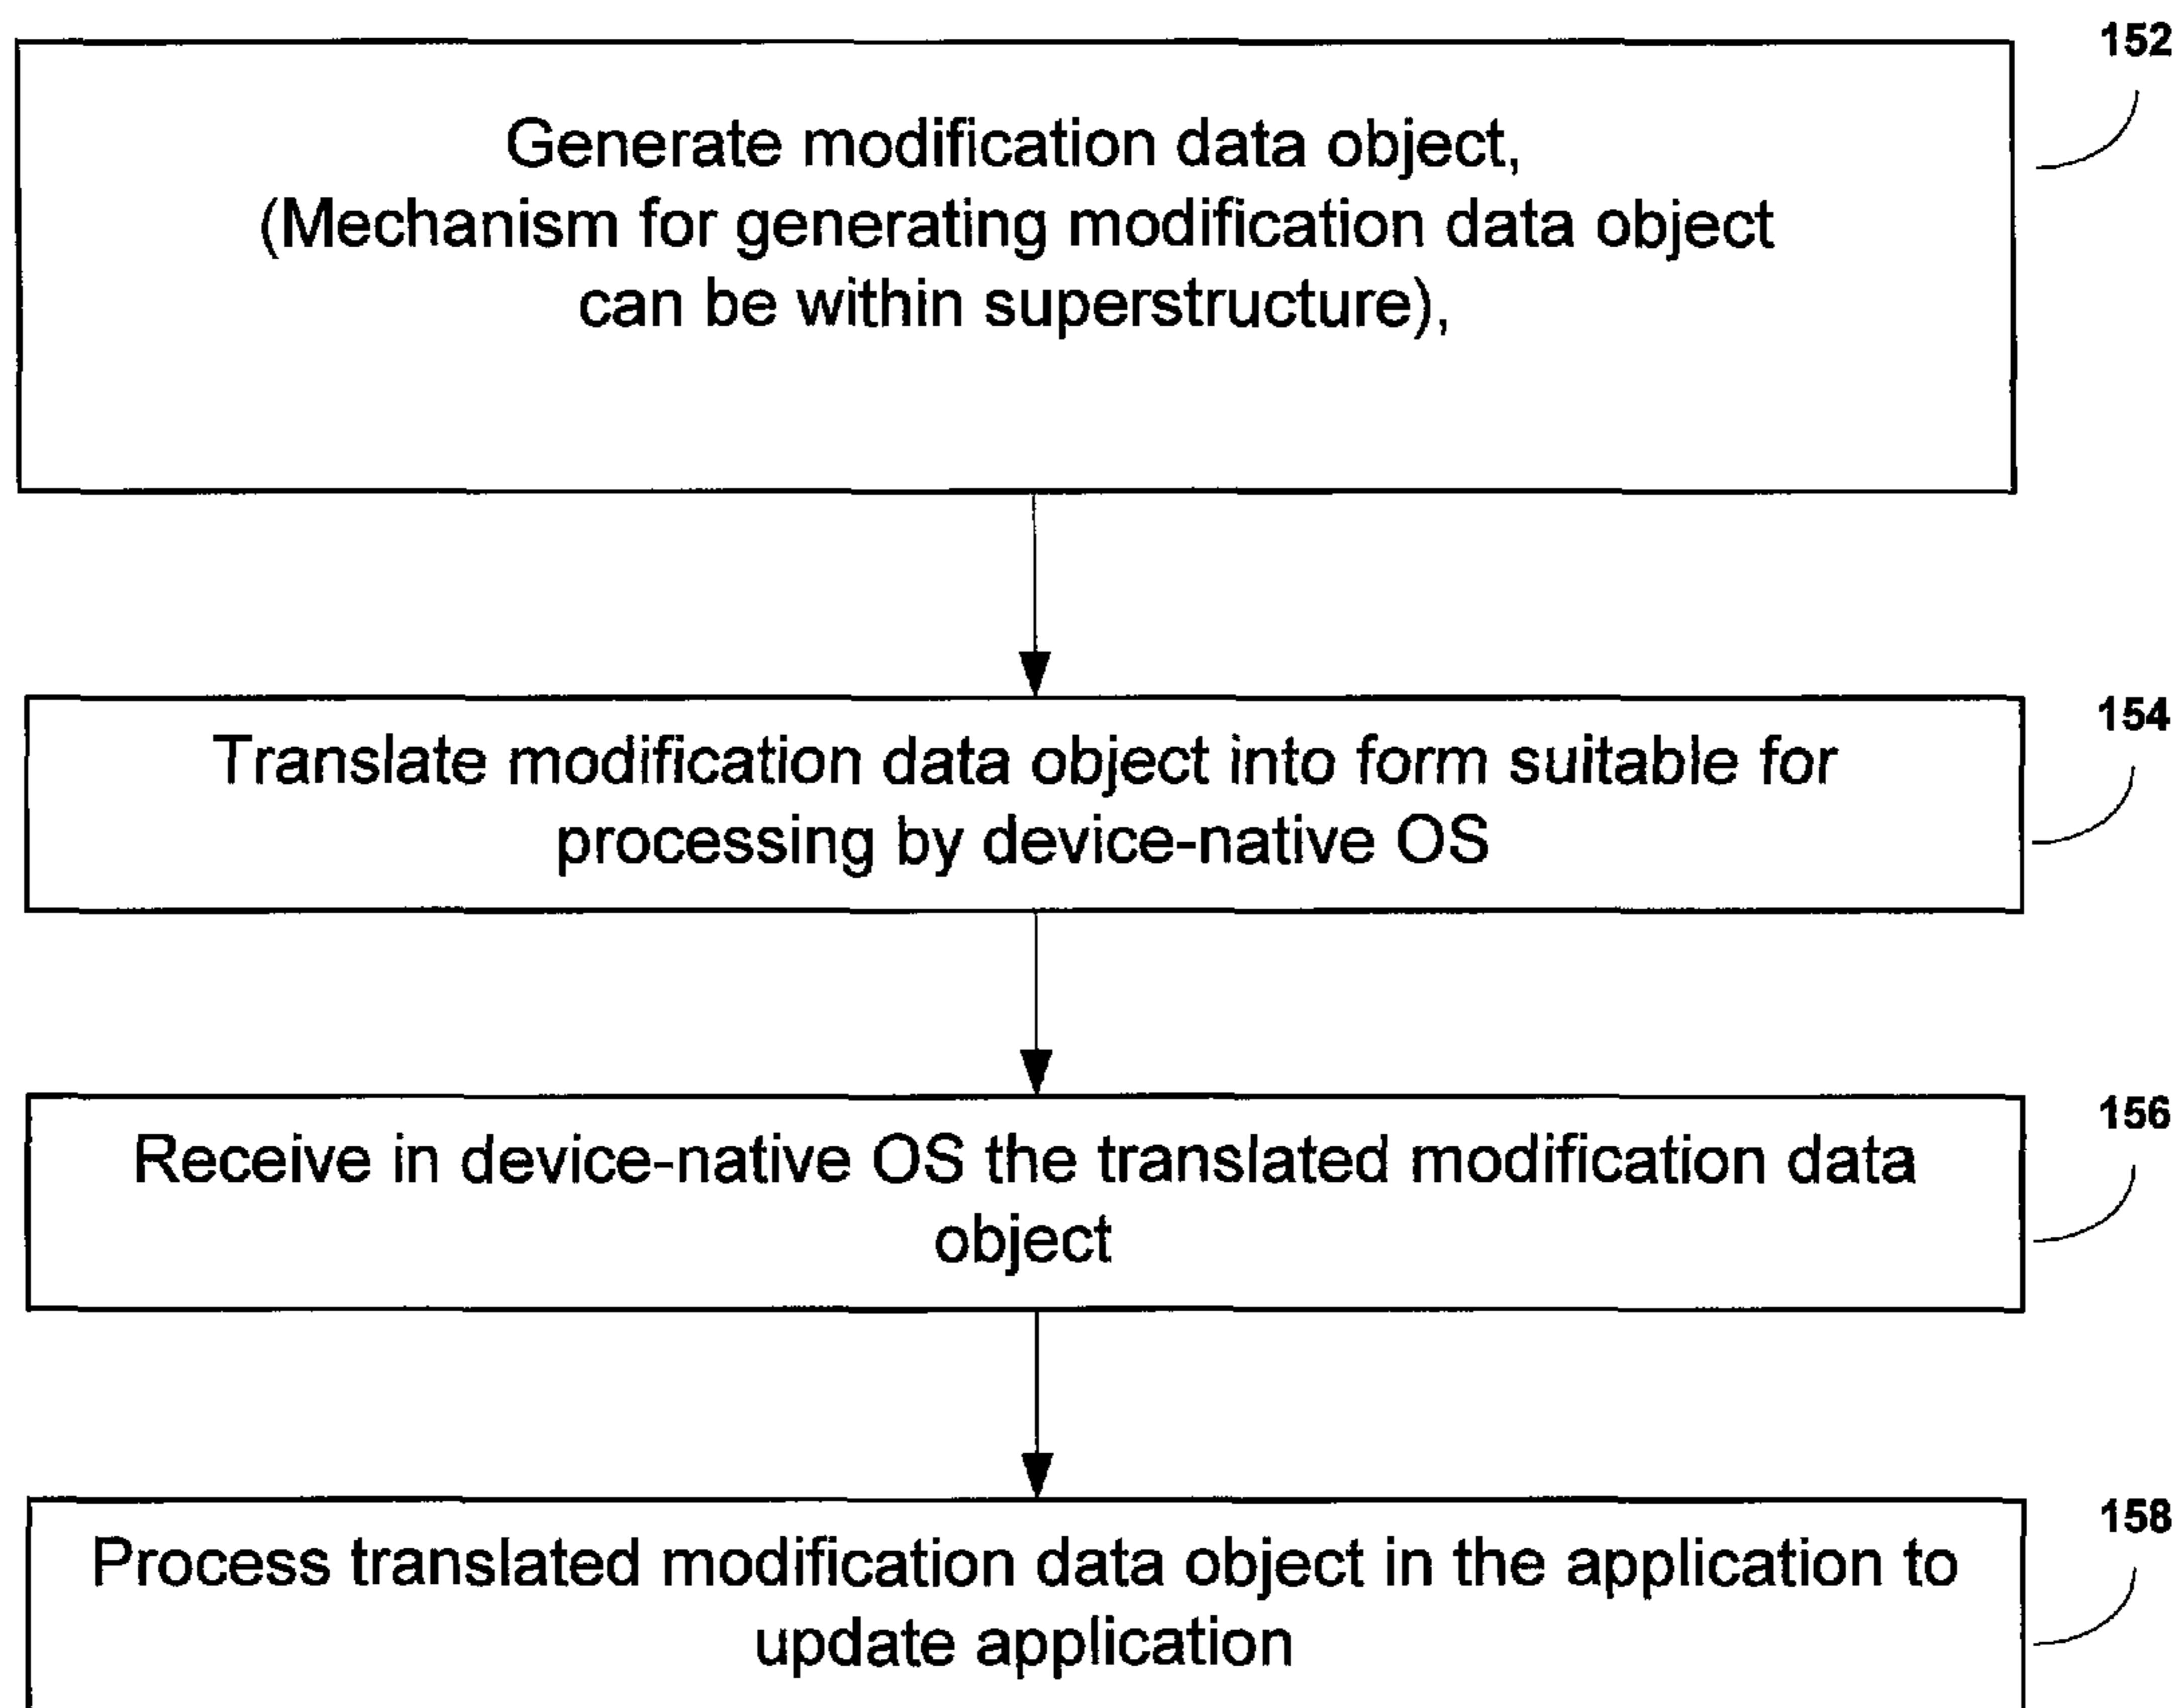 152
Generate modification data object,
(Mechanism for generating modification data object
can be within superstructure),
154
Translate modification data object into form suitable for
processing by device-native OS
156
Receive in device-native OS the translated modification data
object
158
Process translated modification data object in the application to
update application